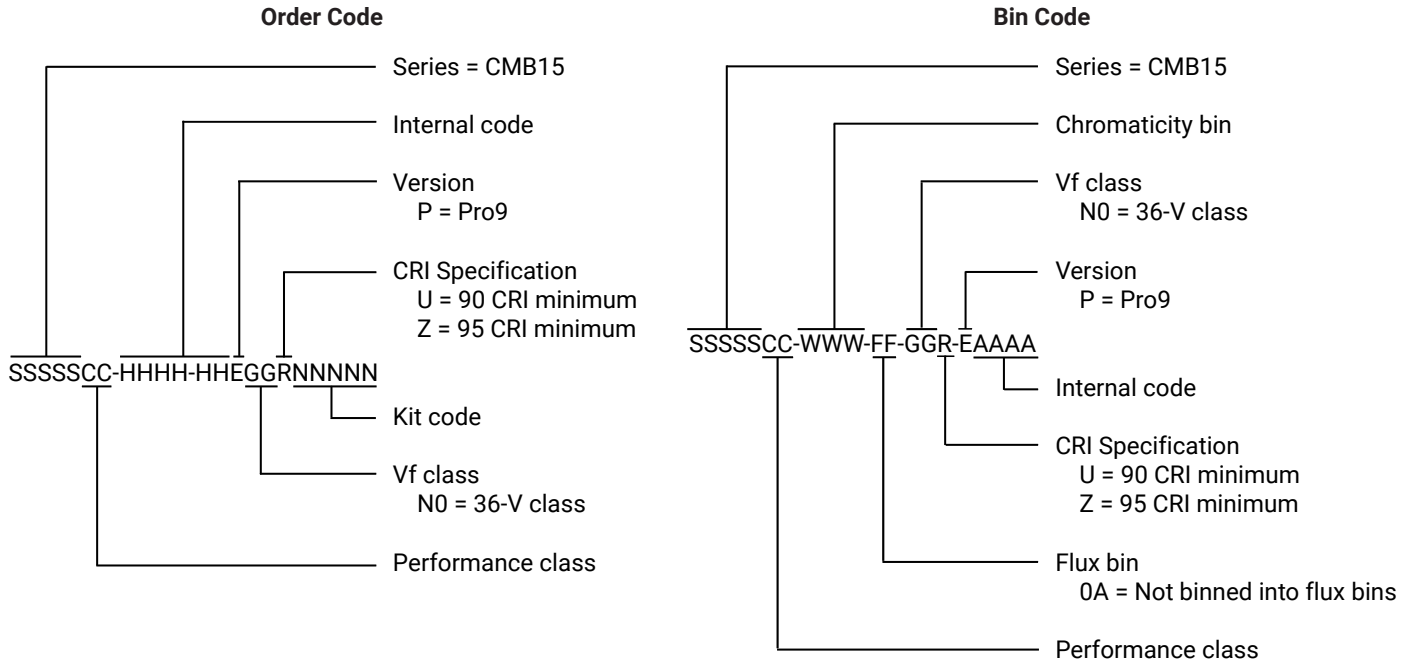 Order Code
Series = CMB15
Internal code
Version
P = Pro9
CRI Specification
U = 90 CRI minimum
Z = 95 CRI minimum
SSSSSCC-HHHH-HHEGGRNNNNN
Kit code
Vf class
N0 = 36-V class
Performance class
Bin Code
Series = CMB15
Chromaticity bin
Vf class
N0 = 36-V class
Version
P = Pro9
SSSSSCC-WWW-FF-GGR-EAAAA
Internal code
CRI Specification
U = 90 CRI minimum
Z = 95 CRI minimum
Flux bin
0A = Not binned into flux bins
Performance class